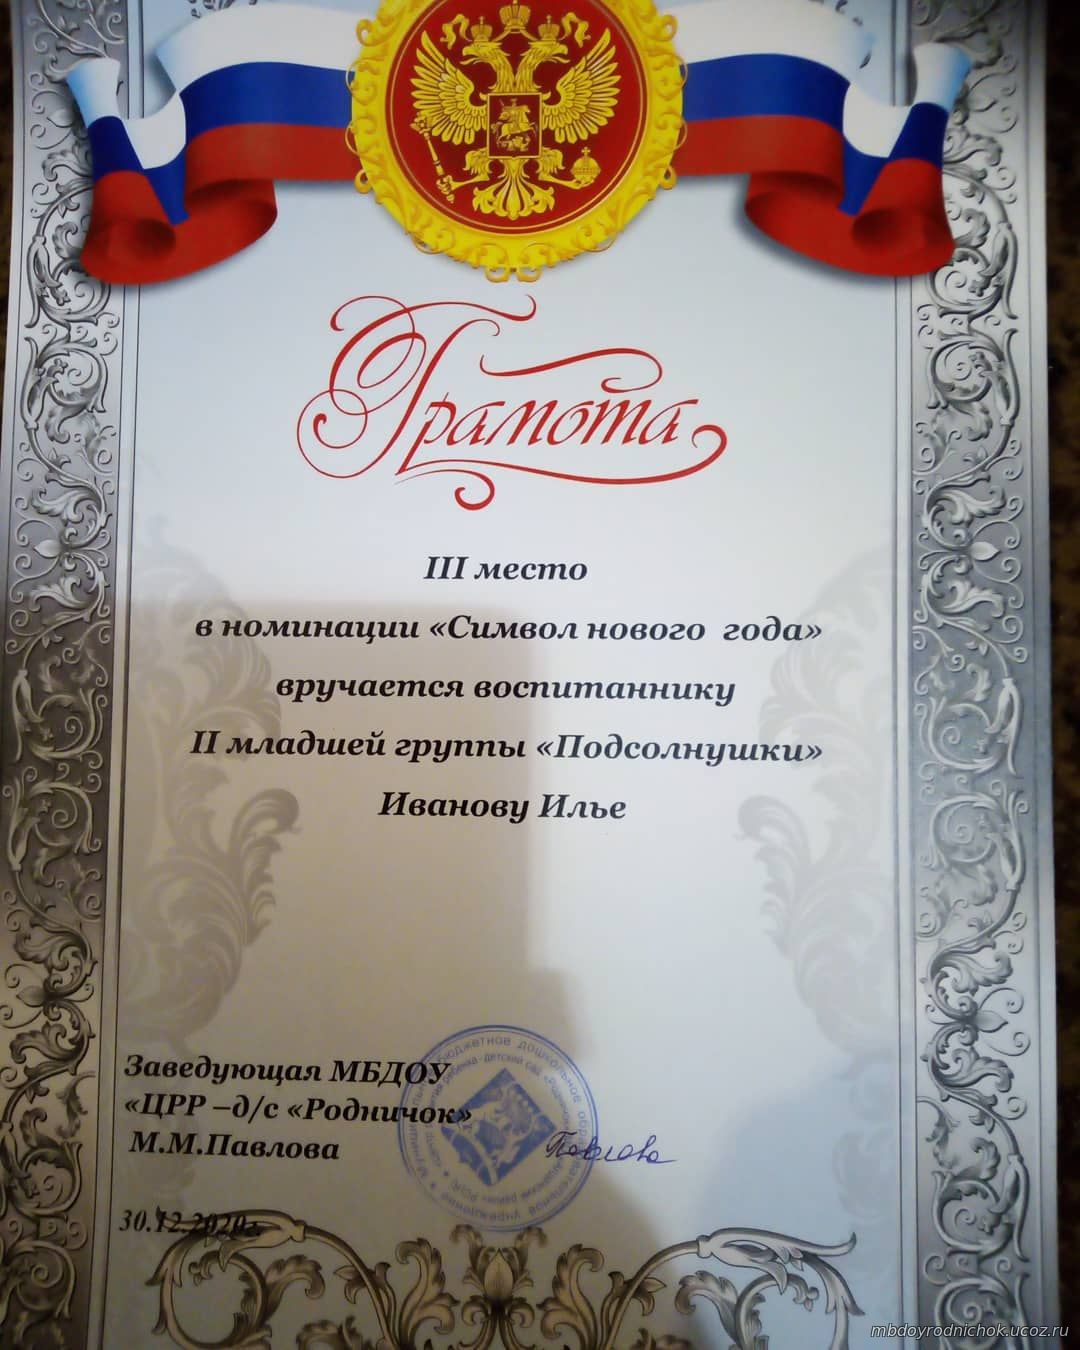 Грамота
III место
в номинации «Символ нового года»
вручается воспитаннику
II младшей группы «Подсолнушки»
Иванову Илье
Заведующая МБДОУ
«ЦРР –д/с «Родничок»
М.М.Павлова
Павлова
30.12.2020г.
mbdoyrodnichok.ucoz.ru